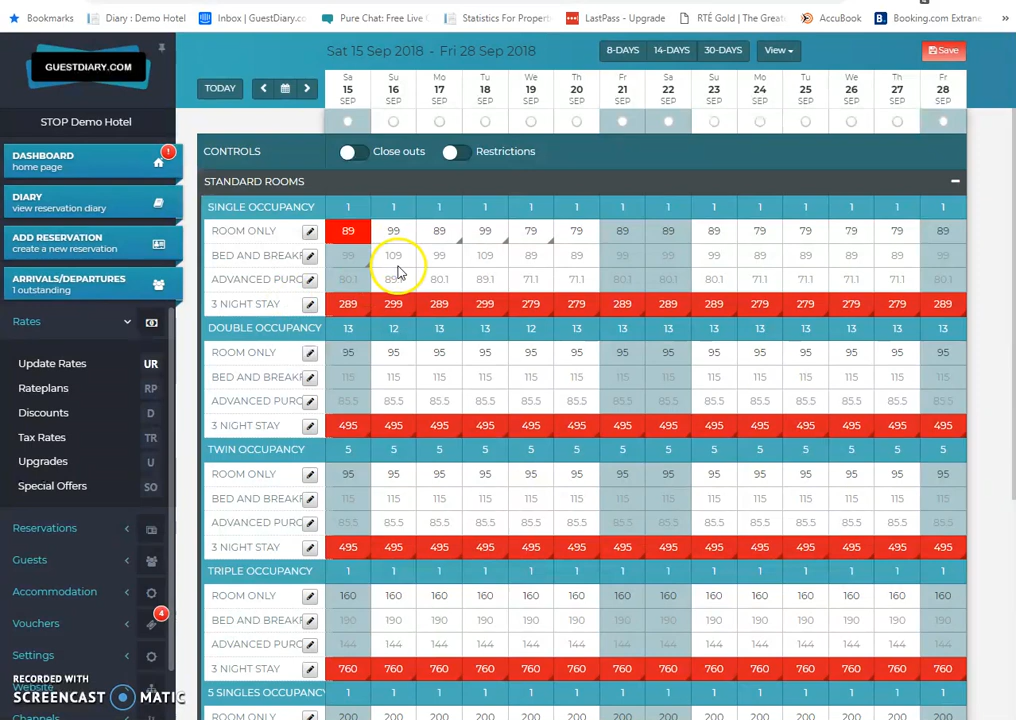 Bookmarks Diary : Demo Hotel Inbox | GuestDiary.c Pure Chat: Free Live C Statistics For Proper LastPass - Upgrade RTÉ Gold | The Great AccuBook Booking.com Extrane »
GUESTDIARY.COM
STOP Demo Hotel
DASHBOARD 1
home page
DIARY
view reservation diary
ADD RESERVATION
create a new reservation
ARRIVALS/DEPARTURES
1 outstanding
Rates
Update Rates UR
Rateplans RP
Discounts D
Tax Rates TR
Upgrades U
Special Offers SO
Reservations
Guests
Accommodation
Vouchers 4
Settings
Website
Channels
RECORDED WITH
SCREENCAST MATIC
Sat 15 Sep 2018 - Fri 28 Sep 2018 8-DAYS 14-DAYS 30-DAYS View Save
TODAY
Sa Su Mo Tu We Th Fr Sa Su Mo Tu We Th Fr
15 16 17 18 19 20 21 22 23 24 25 26 27 28
SEP SEP SEP SEP SEP SEP SEP SEP SEP SEP SEP SEP SEP SEP
CONTROLS Close outs Restrictions
STANDARD ROOMS
SINGLE OCCUPANCY 1 1 1 1 1 1 1 1 1 1 1 1 1 1
ROOM ONLY 89 99 89 99 79 79 89 89 89 79 79 79 79 89
BED AND BREAKF 99 109 99 109 89 89 99 99 99 89 89 89 89 99
ADVANCED PURC 80.1 89.1 80.1 89.1 71.1 71.1 80.1 80.1 80.1 71.1 71.1 71.1 71.1 80.1
3 NIGHT STAY 289 299 289 299 279 279 289 289 289 279 279 279 279 289
DOUBLE OCCUPANCY 13 12 13 13 12 13 13 13 13 13 13 13 13 13
ROOM ONLY 95 95 95 95 95 95 95 95 95 95 95 95 95 95
BED AND BREAKF 115 115 115 115 115 115 115 115 115 115 115 115 115 115
ADVANCED PURC 85.5 85.5 85.5 85.5 85.5 85.5 85.5 85.5 85.5 85.5 85.5 85.5 85.5 85.5
3 NIGHT STAY 495 495 495 495 495 495 495 495 495 495 495 495 495 495
TWIN OCCUPANCY 5 5 5 5 5 5 5 5 5 5 5 5 5 5
ROOM ONLY 95 95 95 95 95 95 95 95 95 95 95 95 95 95
BED AND BREAKF 115 115 115 115 115 115 115 115 115 115 115 115 115 115
ADVANCED PURC 85.5 85.5 85.5 85.5 85.5 85.5 85.5 85.5 85.5 85.5 85.5 85.5 85.5 85.5
3 NIGHT STAY 495 495 495 495 495 495 495 495 495 495 495 495 495 495
TRIPLE OCCUPANCY 1 1 1 1 1 1 1 1 1 1 1 1 1 1
ROOM ONLY 160 160 160 160 160 160 160 160 160 160 160 160 160 160
BED AND BREAKF 190 190 190 190 190 190 190 190 190 190 190 190 190 190
ADVANCED PURC 144 144 144 144 144 144 144 144 144 144 144 144 144 144
3 NIGHT STAY 760 760 760 760 760 760 760 760 760 760 760 760 760 760
5 SINGLES OCCUPANCY 1 1 1 1 1 1 1 1 1 1 1 1 1 1
ROOM ONLY 200 200 200 200 200 200 200 200 200 200 200 200 200 200